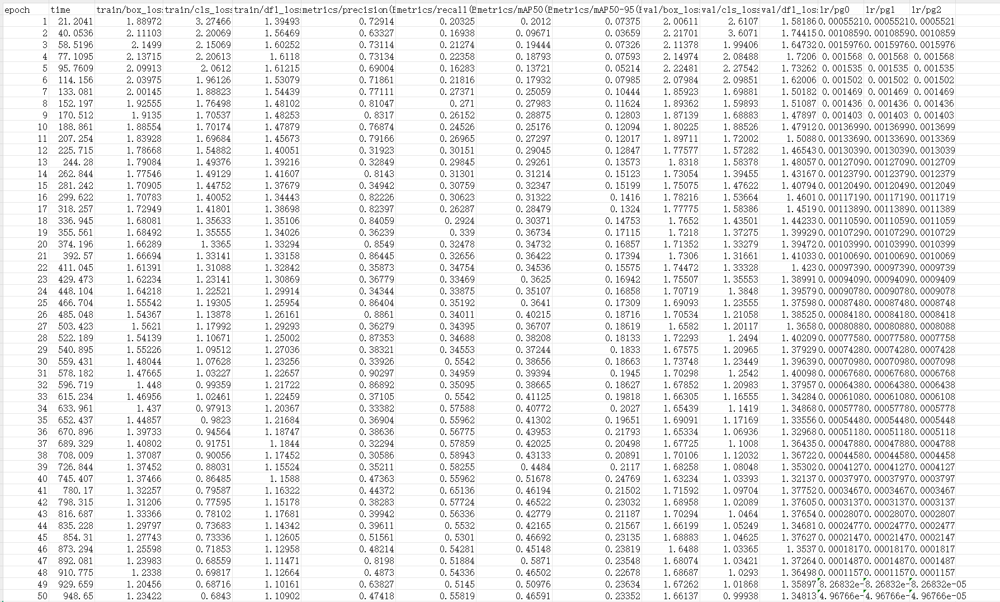 epoch time train/box_los train/cls_loss train/dfl_los metrics/precision(B metrics/recall(B metrics/mAP50(B metrics/mAP50-95(B val/box_los val/cls_loss val/dfl_los lr/pg0 lr/pg1 lr/pg2
1 21.2041 1.88972 3.27466 1.39493 0.72914 0.20325 0.2012 0.07375 2.00611 2.6107 1.58186 0.0005521 0.0005521 0.0005521
2 40.0536 2.11103 2.20069 1.56469 0.63327 0.16938 0.09671 0.03659 2.21701 3.6071 1.74415 0.0010859 0.0010859 0.0010859
3 58.5196 2.1499 2.15069 1.60252 0.73114 0.21274 0.19444 0.07326 2.11378 1.99406 1.64732 0.0015976 0.0015976 0.0015976
4 77.1095 2.13715 2.20613 1.6118 0.73134 0.22358 0.18793 0.07593 2.14974 2.08488 1.7206 0.001568 0.001568 0.001568
5 95.7609 2.09913 2.0612 1.61215 0.69004 0.16283 0.13721 0.05214 2.22481 2.27542 1.73262 0.001535 0.001535 0.001535
6 114.156 2.03975 1.96126 1.53079 0.71861 0.21816 0.17932 0.07985 2.07984 2.09851 1.62006 0.001502 0.001502 0.001502
7 133.081 2.00145 1.88823 1.54439 0.77111 0.27371 0.25059 0.10444 1.85923 1.69881 1.50182 0.001469 0.001469 0.001469
8 152.197 1.92555 1.76498 1.48102 0.81047 0.271 0.27983 0.11624 1.89362 1.59893 1.51087 0.001436 0.001436 0.001436
9 170.512 1.9135 1.70537 1.48253 0.8317 0.26152 0.28875 0.12803 1.87139 1.68883 1.47897 0.001403 0.001403 0.001403
10 188.861 1.88554 1.70174 1.47879 0.76874 0.24526 0.25176 0.12094 1.80225 1.88526 1.47912 0.0013699 0.0013699 0.0013699
11 207.254 1.83928 1.69684 1.45673 0.79166 0.26965 0.27297 0.12017 1.89711 1.72002 1.5088 0.0013369 0.0013369 0.0013369
12 225.715 1.78668 1.54882 1.40051 0.31923 0.30151 0.29045 0.12847 1.77577 1.57282 1.46543 0.0013039 0.0013039 0.0013039
13 244.28 1.79084 1.49376 1.39216 0.32849 0.29845 0.29261 0.13573 1.8318 1.58378 1.48057 0.0012709 0.0012709 0.0012709
14 262.844 1.77546 1.49129 1.41607 0.8143 0.31301 0.31214 0.15123 1.73054 1.39455 1.43167 0.0012379 0.0012379 0.0012379
15 281.242 1.70905 1.44752 1.37679 0.34942 0.30759 0.32347 0.15199 1.75075 1.47622 1.40794 0.0012049 0.0012049 0.0012049
16 299.622 1.70783 1.40052 1.34443 0.82226 0.30623 0.31322 0.1416 1.78216 1.53664 1.4601 0.0011719 0.0011719 0.0011719
17 318.257 1.72949 1.41801 1.38698 0.82397 0.26287 0.28479 0.1324 1.77775 1.58386 1.4519 0.0011389 0.0011389 0.0011389
18 336.945 1.68081 1.35633 1.35106 0.84059 0.2924 0.30371 0.14753 1.7652 1.43501 1.44233 0.0011059 0.0011059 0.0011059
19 355.561 1.68492 1.35555 1.34026 0.36239 0.339 0.36734 0.17115 1.7218 1.37275 1.39929 0.0010729 0.0010729 0.0010729
20 374.196 1.66289 1.3365 1.33294 0.8549 0.32478 0.34732 0.16857 1.71352 1.33279 1.39472 0.0010399 0.0010399 0.0010399
21 392.57 1.66694 1.33141 1.33158 0.86445 0.32656 0.36422 0.17394 1.7306 1.31661 1.41033 0.0010069 0.0010069 0.0010069
22 411.045 1.61391 1.31088 1.32842 0.35873 0.34754 0.34536 0.15575 1.74472 1.33328 1.423 0.0009739 0.0009739 0.0009739
23 429.473 1.62234 1.23141 1.30869 0.36779 0.33469 0.3625 0.16942 1.75507 1.35553 1.38991 0.0009409 0.0009409 0.0009409
24 448.104 1.64218 1.22521 1.29914 0.34344 0.33875 0.35107 0.16858 1.70719 1.3848 1.39579 0.0009078 0.0009078 0.0009078
25 466.704 1.55542 1.19305 1.25954 0.86404 0.35192 0.3641 0.17309 1.69093 1.23555 1.37598 0.0008748 0.0008748 0.0008748
26 485.048 1.54367 1.13878 1.26161 0.8861 0.34011 0.40215 0.18716 1.70534 1.21058 1.38525 0.0008418 0.0008418 0.0008418
27 503.423 1.5621 1.17992 1.29293 0.36279 0.34395 0.36707 0.18619 1.6582 1.20117 1.3658 0.0008088 0.0008088 0.0008088
28 522.189 1.54139 1.10671 1.25002 0.87353 0.34688 0.38208 0.18133 1.72293 1.2494 1.40209 0.0007758 0.0007758 0.0007758
29 540.895 1.55226 1.09512 1.27036 0.38321 0.34553 0.37244 0.1833 1.67575 1.20965 1.37929 0.0007428 0.0007428 0.0007428
30 559.431 1.48044 1.07628 1.23256 0.33926 0.5542 0.38656 0.18663 1.73748 1.23449 1.39639 0.0007098 0.0007098 0.0007098
31 578.182 1.47665 1.03227 1.22657 0.90297 0.34959 0.39394 0.1945 1.70298 1.2542 1.40098 0.0006768 0.0006768 0.0006768
32 596.719 1.448 0.99359 1.21722 0.86892 0.35095 0.38665 0.18627 1.67852 1.20983 1.37957 0.0006438 0.0006438 0.0006438
33 615.234 1.46956 1.02461 1.22459 0.37105 0.5542 0.41125 0.19818 1.66305 1.16555 1.34284 0.0006108 0.0006108 0.0006108
34 633.961 1.437 0.97913 1.20367 0.33382 0.57588 0.40772 0.2027 1.65439 1.1419 1.34868 0.0005778 0.0005778 0.0005778
35 652.437 1.44857 0.9823 1.21684 0.36904 0.55962 0.41302 0.19651 1.69091 1.17169 1.33556 0.0005448 0.0005448 0.0005448
36 670.896 1.39733 0.94564 1.18747 0.38636 0.56775 0.43953 0.21793 1.65334 1.06936 1.32968 0.0005118 0.0005118 0.0005118
37 689.329 1.40802 0.91751 1.1844 0.32294 0.57859 0.42025 0.20498 1.67725 1.1008 1.36435 0.0004788 0.0004788 0.0004788
38 708.009 1.37087 0.90056 1.17452 0.30586 0.58943 0.43133 0.20891 1.70106 1.12032 1.36722 0.0004458 0.0004458 0.0004458
39 726.844 1.37452 0.88031 1.15524 0.35211 0.58255 0.4484 0.2117 1.68258 1.08048 1.35302 0.0004127 0.0004127 0.0004127
40 745.407 1.37466 0.86485 1.1588 0.47363 0.55962 0.51678 0.24769 1.63234 1.03393 1.32137 0.0003797 0.0003797 0.0003797
41 780.17 1.32257 0.79587 1.16322 0.44372 0.65136 0.46194 0.21502 1.71592 1.09704 1.37752 0.0003467 0.0003467 0.0003467
42 798.315 1.31206 0.77595 1.15178 0.38283 0.57724 0.46522 0.23032 1.68958 1.02089 1.37605 0.0003137 0.0003137 0.0003137
43 816.687 1.33366 0.78102 1.17681 0.39942 0.56336 0.42779 0.21187 1.70294 1.0464 1.37654 0.0002807 0.0002807 0.0002807
44 835.228 1.29797 0.73683 1.14342 0.39611 0.5532 0.42165 0.21567 1.66199 1.05249 1.34681 0.0002477 0.0002477 0.0002477
45 854.31 1.27743 0.73336 1.12605 0.51561 0.5301 0.46692 0.23135 1.68883 1.04625 1.37627 0.0002147 0.0002147 0.0002147
46 873.294 1.25598 0.71853 1.12958 0.48214 0.54281 0.45148 0.23819 1.6488 1.03365 1.3537 0.0001817 0.0001817 0.0001817
47 892.081 1.23983 0.68559 1.11471 0.8198 0.51884 0.5871 0.23548 1.68074 1.03421 1.37264 0.0001487 0.0001487 0.0001487
48 910.775 1.2338 0.69817 1.12664 0.4873 0.54336 0.46502 0.22678 1.68687 1.0293 1.36498 0.0001157 0.0001157 0.0001157
49 929.659 1.20456 0.68716 1.10161 0.63827 0.5145 0.50976 0.23634 1.67262 1.01868 1.35897 8.26832e- 8.26832e- 8.26832e-05
50 948.65 1.23422 0.6843 1.10902 0.47418 0.55819 0.46591 0.23352 1.66137 0.99938 1.34813 4.96766e- 4.96766e- 4.96766e-05